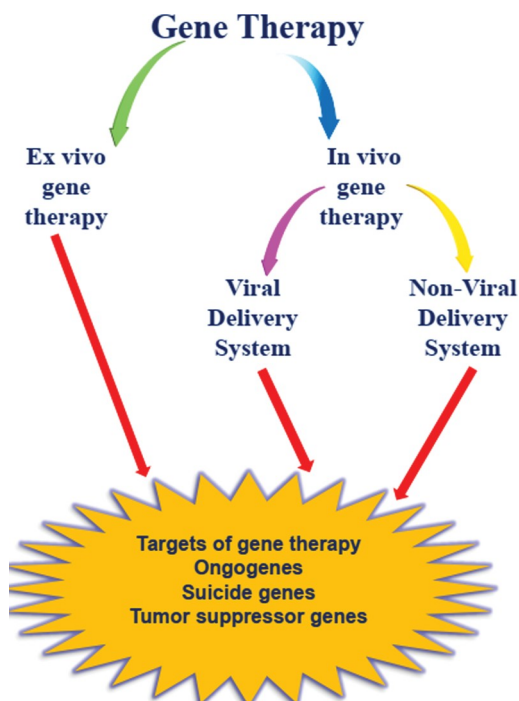 Gene Therapy
Ex vivo
gene
therapy
In vivo
gene
therapy
Viral
Delivery
System
Non-Viral
Delivery
System
Targets of gene therapy
Ongogenes
Suicide genes
Tumor suppressor genes